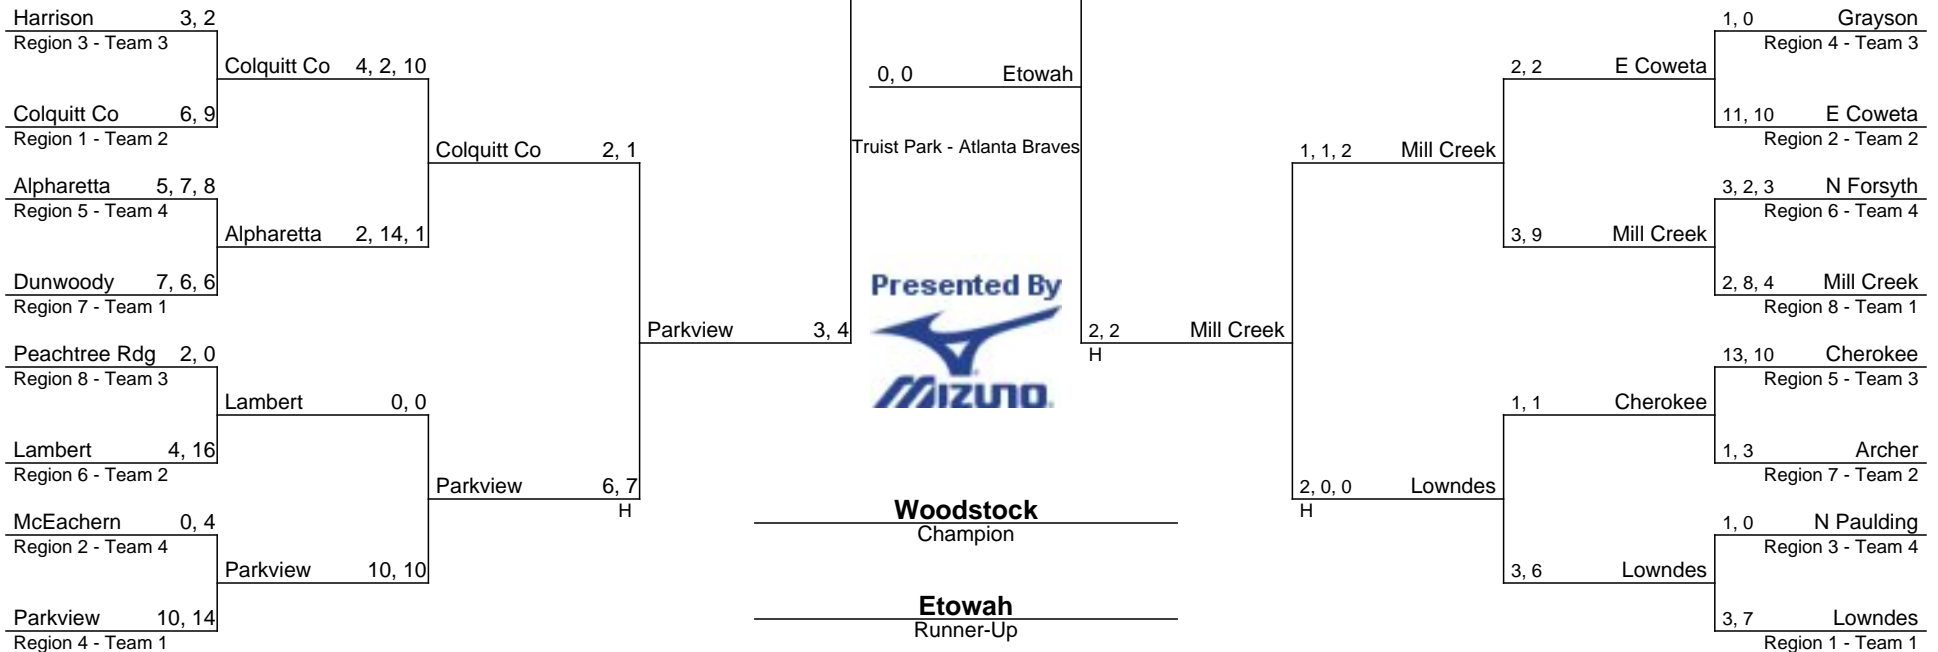 Harrison 3, 2
Region 3 - Team 3
Colquitt Co 4, 2, 10
Colquitt Co 6, 9
Region 1 - Team 2
Colquitt Co 2, 1
Alpharetta 5, 7, 8
Region 5 - Team 4
Alpharetta 2, 14, 1
Dunwoody 7, 6, 6
Region 7 - Team 1
Parkview 3, 4
Peachtree Rdg 2, 0
Region 8 - Team 3
Lambert 0, 0
Lambert 4, 16
Region 6 - Team 2
Parkview 6, 7
H
McEachern 0, 4
Region 2 - Team 4
Parkview 10, 10
Parkview 10, 14
Region 4 - Team 1
0, 0 Etowah
Truist Park - Atlanta Braves
Presented By
MIZUNO
Woodstock
Champion
Etowah
Runner-Up
1, 0 Grayson
Region 4 - Team 3
2, 2 E Coweta
11, 10 E Coweta
Region 2 - Team 2
1, 1, 2 Mill Creek
3, 2, 3 N Forsyth
Region 6 - Team 4
3, 9 Mill Creek
2, 8, 4 Mill Creek
Region 8 - Team 1
2, 2 Mill Creek
H
13, 10 Cherokee
Region 5 - Team 3
1, 1 Cherokee
1, 3 Archer
Region 7 - Team 2
2, 0, 0 Lowndes
H
1, 0 N Paulding
Region 3 - Team 4
3, 6 Lowndes
3, 7 Lowndes
Region 1 - Team 1